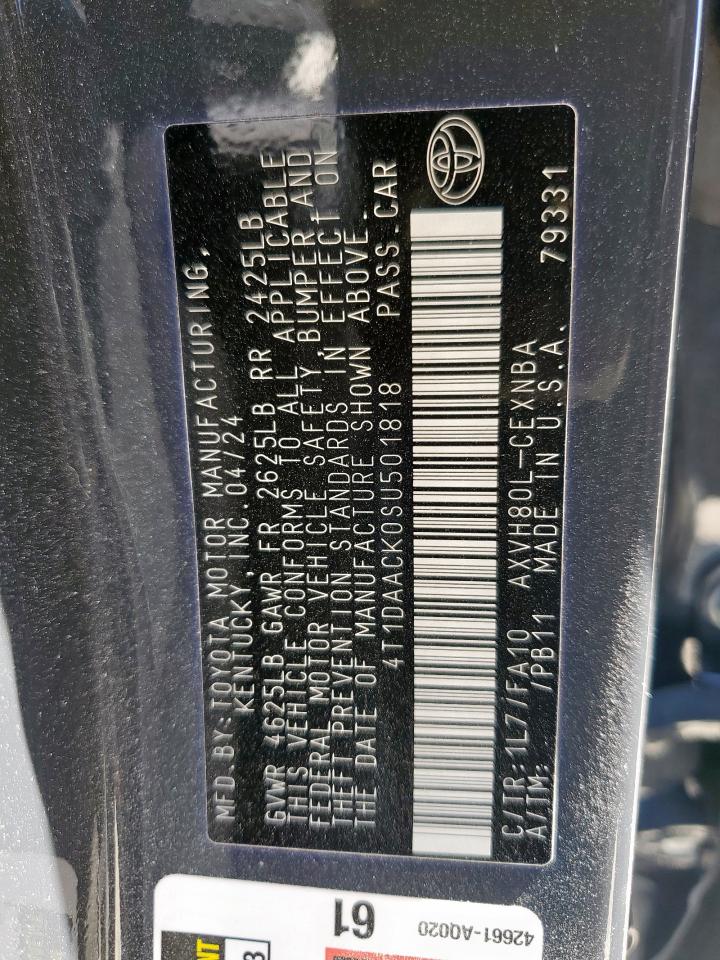 MFD.BY:TOYOTA MOTOR MANUFACTURING,
KENTUCKY, INC. 04/24
GVWR 4625LB GAWR FR 2625LB RR 2425LB
THIS VEHICLE CONFORMS TO ALL APPLICABLE
FEDERAL MOTOR VEHICLE SAFETY, BUMPER AND
THEFT PREVENTION STANDARDS IN EFFECT ON
THE DATE OF MANUFACTURE SHOWN ABOVE.
4T1DAACK0SU501818 PASS.CAR
C/TR:1L7/FA10 AXVH80L-CEXNBA
A/TM: /PB11 MADE IN U.S.A. 79331
61
42661-AQ020